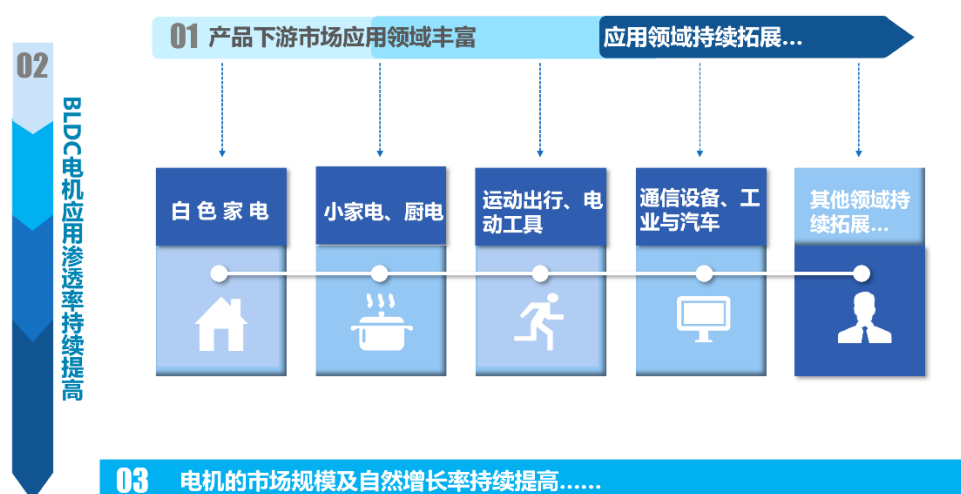 01 产品下游市场应用领域丰富
应用领域持续拓展...
02
BLDC电机应用渗透率持续提高
白色家电
小家电、厨电
运动出行、电
动工具
通信设备、工
业与汽车
其他领域持
续拓展...
03 电机的市场规模及自然增长率持续提高......